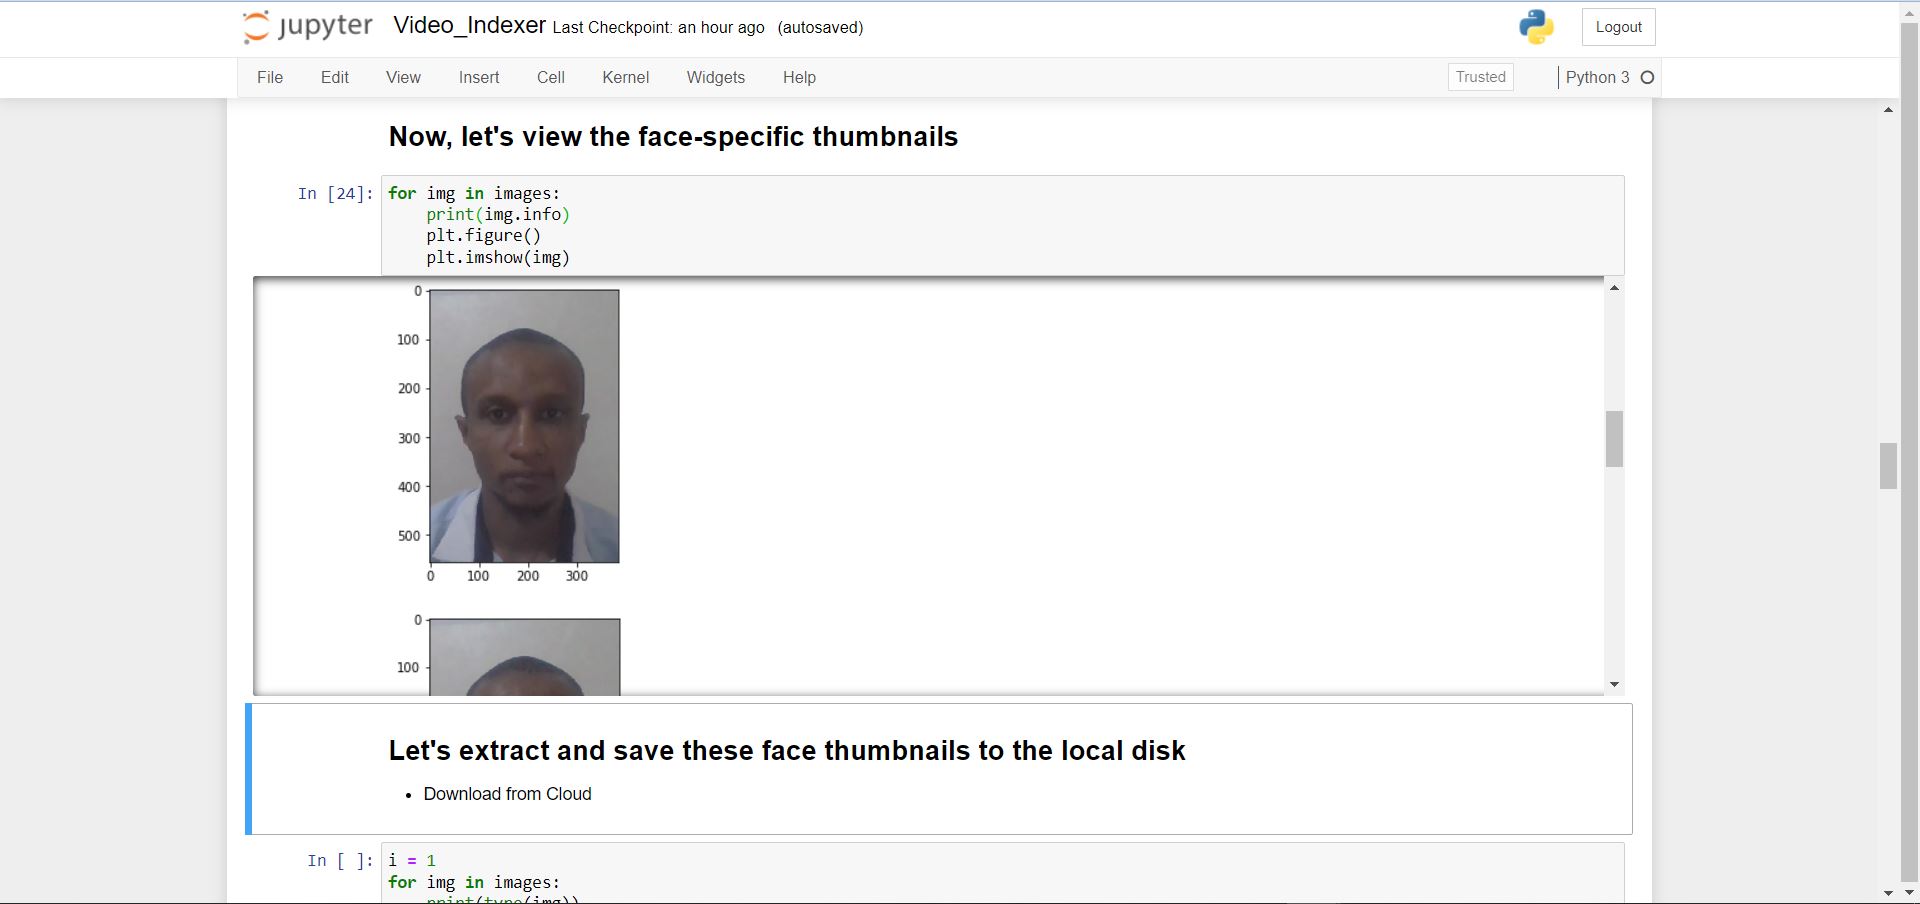 jupyter Video_Indexer Last Checkpoint: an hour ago (autosaved) Logout
File Edit View Insert Cell Kernel Widgets Help Trusted Python 3
Now, let's view the face-specific thumbnails
In [24]: for img in images:
print(img.info)
plt.figure()
plt.imshow(img)
0
100
200
300
400
500
0 100 200 300
0
100
Let's extract and save these face thumbnails to the local disk
• Download from Cloud
In [ ]: i = 1
for img in images:
print(type(img))